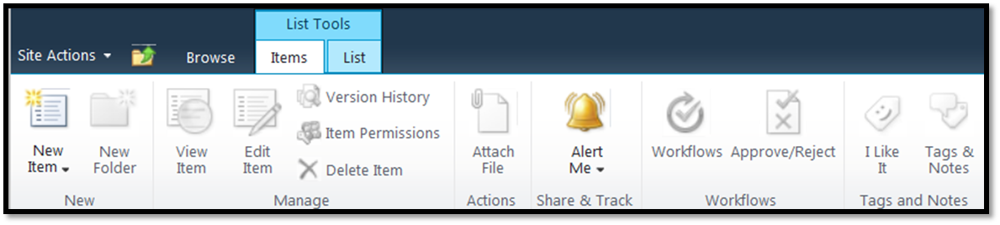 List Tools
Site Actions Browse Items List
New Item
New Folder
View Item
Edit Item
Version History
Item Permissions
Delete Item
Attach File
Alert Me
Workflows
Approve/Reject
I Like It
Tags & Notes
New
Manage
Actions
Share & Track
Workflows
Tags and Notes